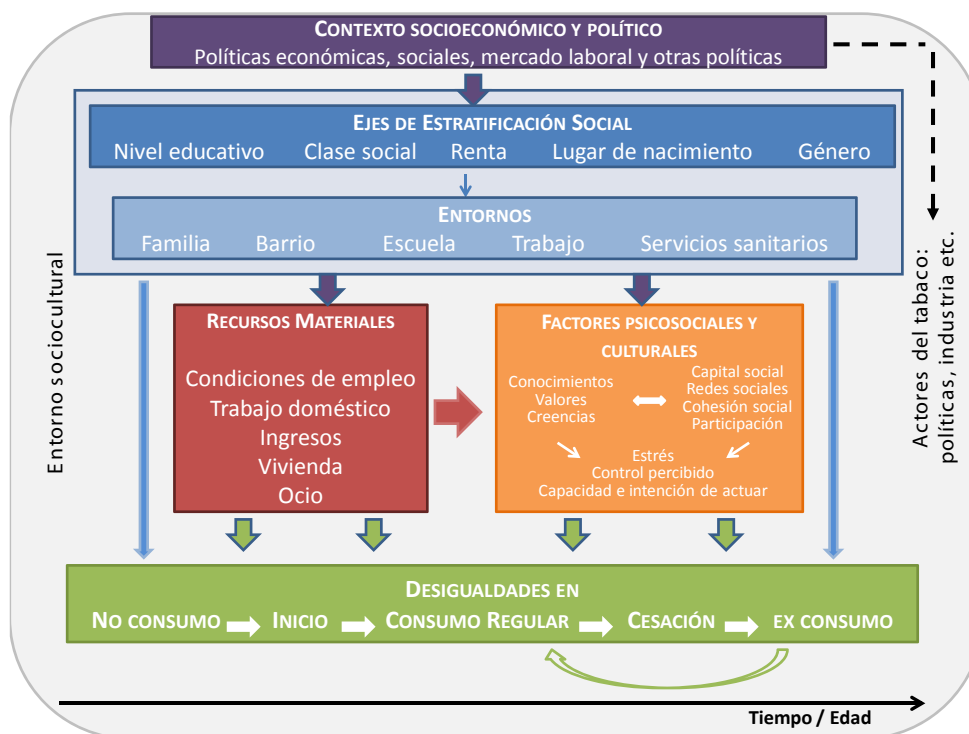 CONTEXTO SOCIOECONÓMICO Y POLÍTICO
Políticas económicas, sociales, mercado laboral y otras políticas
EJES DE ESTRATIFICACIÓN SOCIAL
Nivel educativo Clase social Renta Lugar de nacimiento Género
ENTORNOS
Familia Barrio Escuela Trabajo Servicios sanitarios
Entorno sociocultural
Actores del tabaco:
políticas, industria etc.
RECURSOS MATERIALES
Condiciones de empleo
Trabajo doméstico
Ingresos
Vivienda
Ocio
FACTORES PSICOSOCIALES Y
CULTURALES
Conocimientos
Valores
Creencias
Capital social
Redes sociales
Cohesión social
Participación
Estrés
Control percibido
Capacidad e intención de actuar
DESIGUALDADES EN
NO CONSUMO INICIO CONSUMO REGULAR CESACIÓN EX CONSUMO
Tiempo / Edad